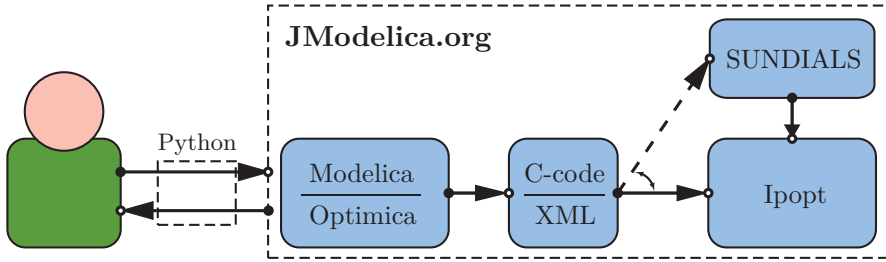 JModelica.org
SUNDIALS
Python
Modelica
Optimica
C-code
XML
Ipopt